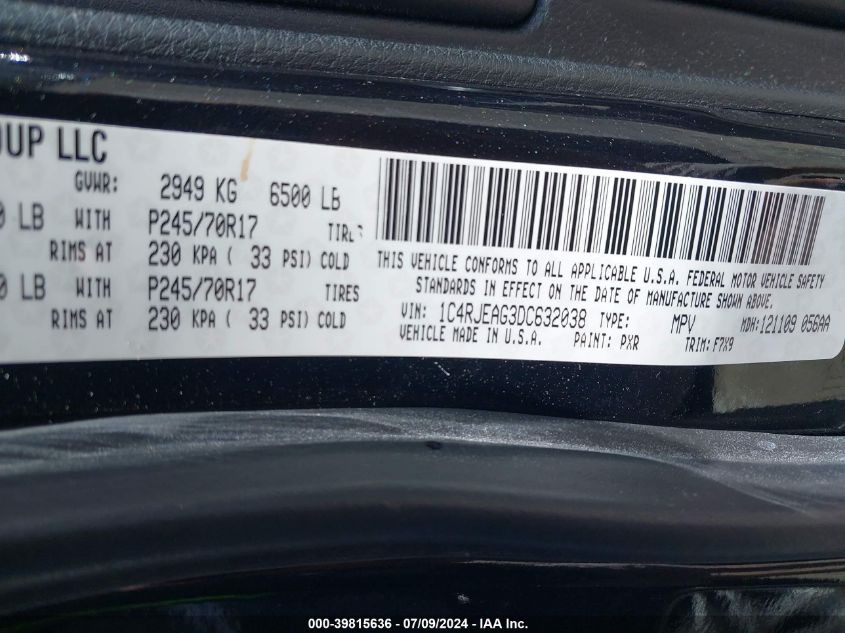 OUP LLC
GVWR: 2949 KG 6500 LB
0 LB WITH P245/70R17
RIMS AT 230 KPA ( 33 PSI) COLD
0 LB WITH P245/70R17 TIRES
RIMS AT 230 KPA ( 33 PSI) COLD
THIS VEHICLE CONFORMS TO ALL APPLICABLE U.S.A. FEDERAL MOTOR VEHICLE SAFETY
STANDARDS IN EFFECT ON THE DATE OF MANUFACTURE SHOWN ABOVE.
VIN: 1C4RJEAG3DC632038 TYPE: MPV MDH:121109 056AA
VEHICLE MADE IN U.S.A. PAINT: PXR TRIM: F7X9
000-39815636 - 07/09/2024 - IAA Inc.